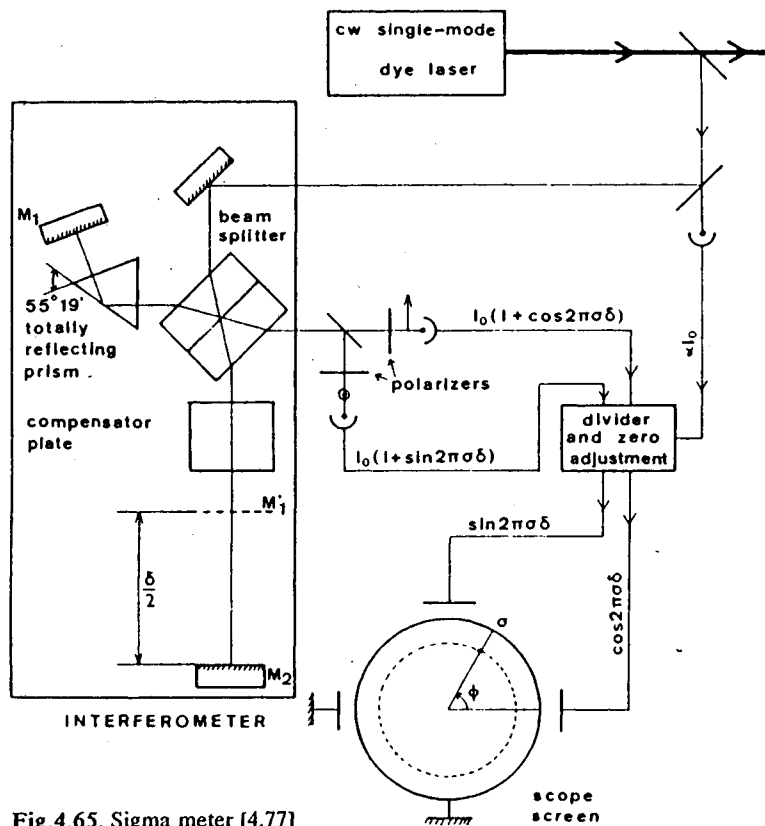 cw single-mode
dye laser
M₁
beam
splitter
55°19'
totally
reflecting
prism
I₀(1+cos2πσδ)
αI₀
polarizers
compensator
plate
divider
and zero
adjustment
I₀(1+sin2πσδ)
M'₁
sin2πσδ
δ/2
cos2πσδ
σ
M₂
ϕ
INTERFEROMETER
scope
screen
Fig.4.65. Sigma meter [4.77]